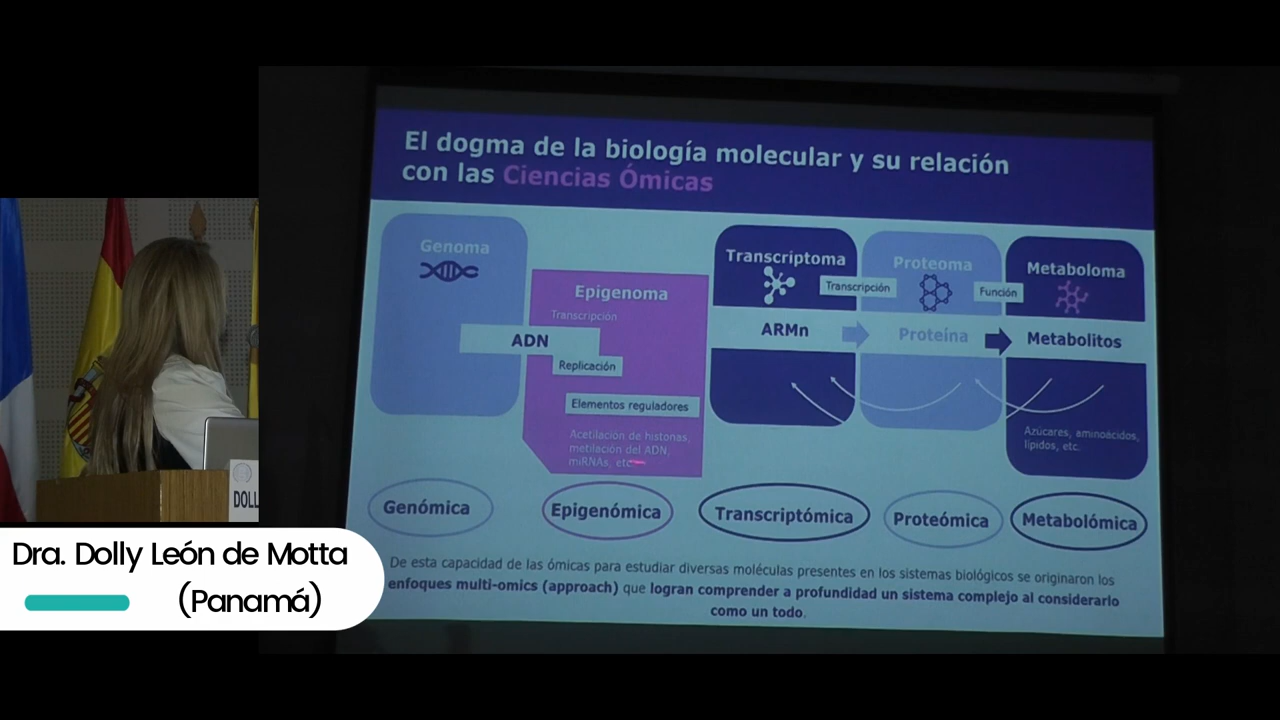 El dogma de la biología molecular y su relación
con las Ciencias Ómicas
Genoma
Epigenoma
Transcripción
ADN
Replicación
Elementos reguladores
Acetilación de histonas,
metilación del ADN,
miRNAs, etc.
Transcriptoma
Transcripción
ARMn
Proteoma
Función
Proteína
Metaboloma
Metabolitos
Azúcares, aminoácidos,
lípidos, etc.
Genómica
Epigenómica
Transcriptómica
Proteómica
Metabolómica
De esta capacidad de las ómicas para estudiar diversas moléculas presentes en los sistemas biológicos se originaron los
enfoques multi-omics (approach) que logran comprender a profundidad un sistema complejo al considerarlo
como un todo.
DOLL
Dra. Dolly León de Motta
(Panamá)